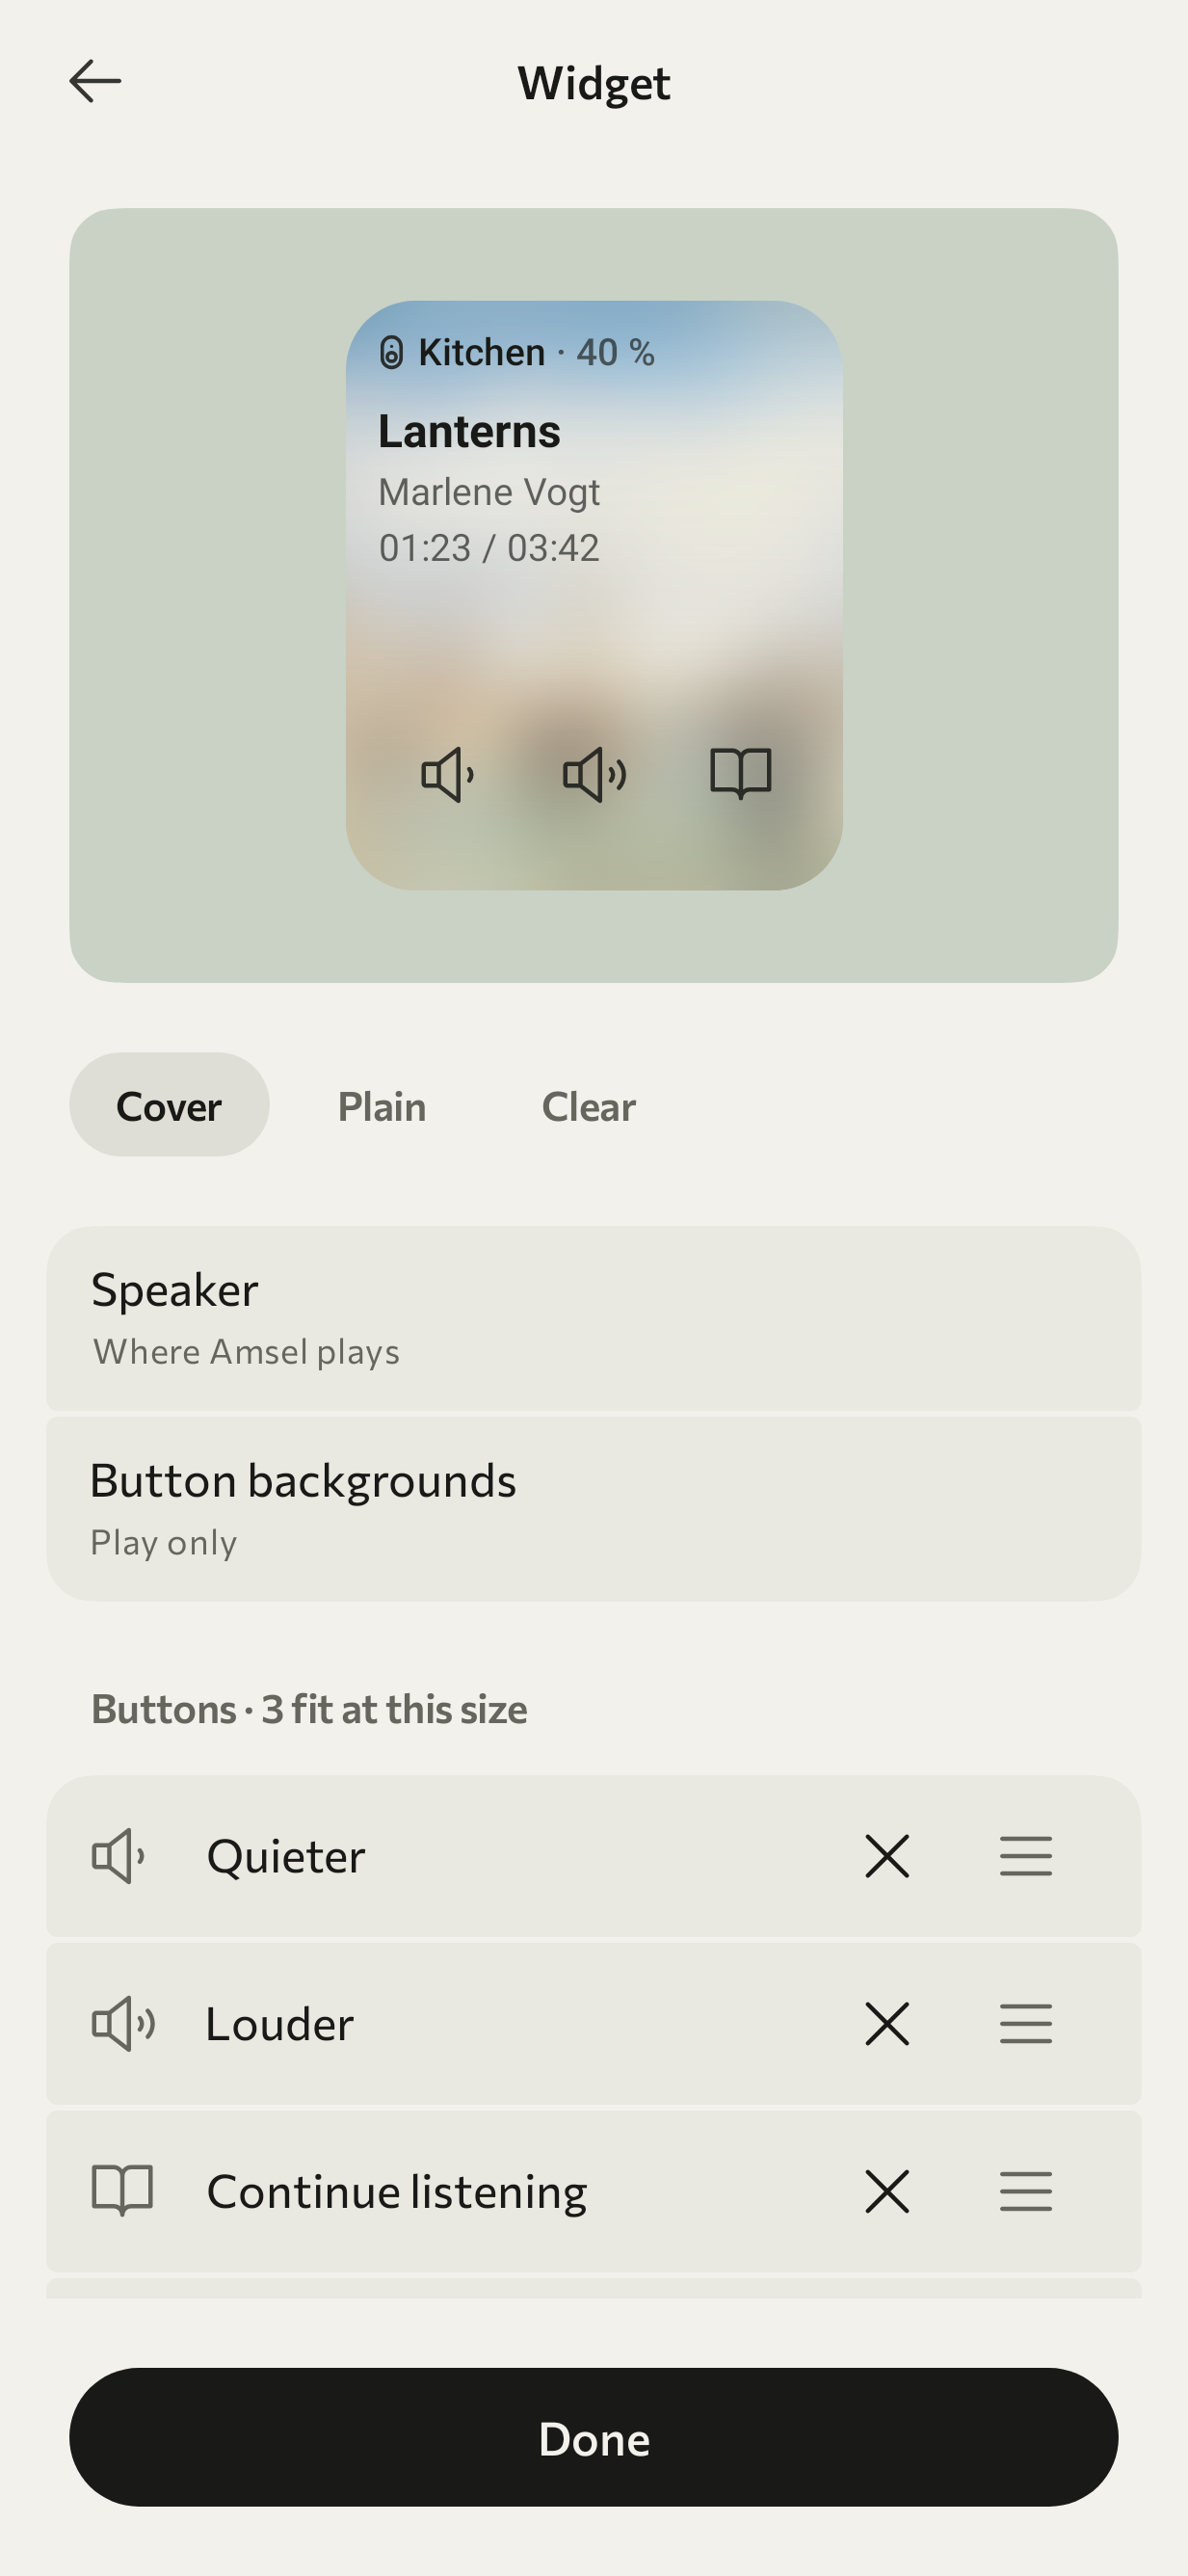 Widget
Kitchen · 40 %
Lanterns
Marlene Vogt
01:23 / 03:42
Cover
Plain
Clear
Speaker
Where Amsel plays
Button backgrounds
Play only
Buttons · 3 fit at this size
Quieter
Louder
Continue listening
Done